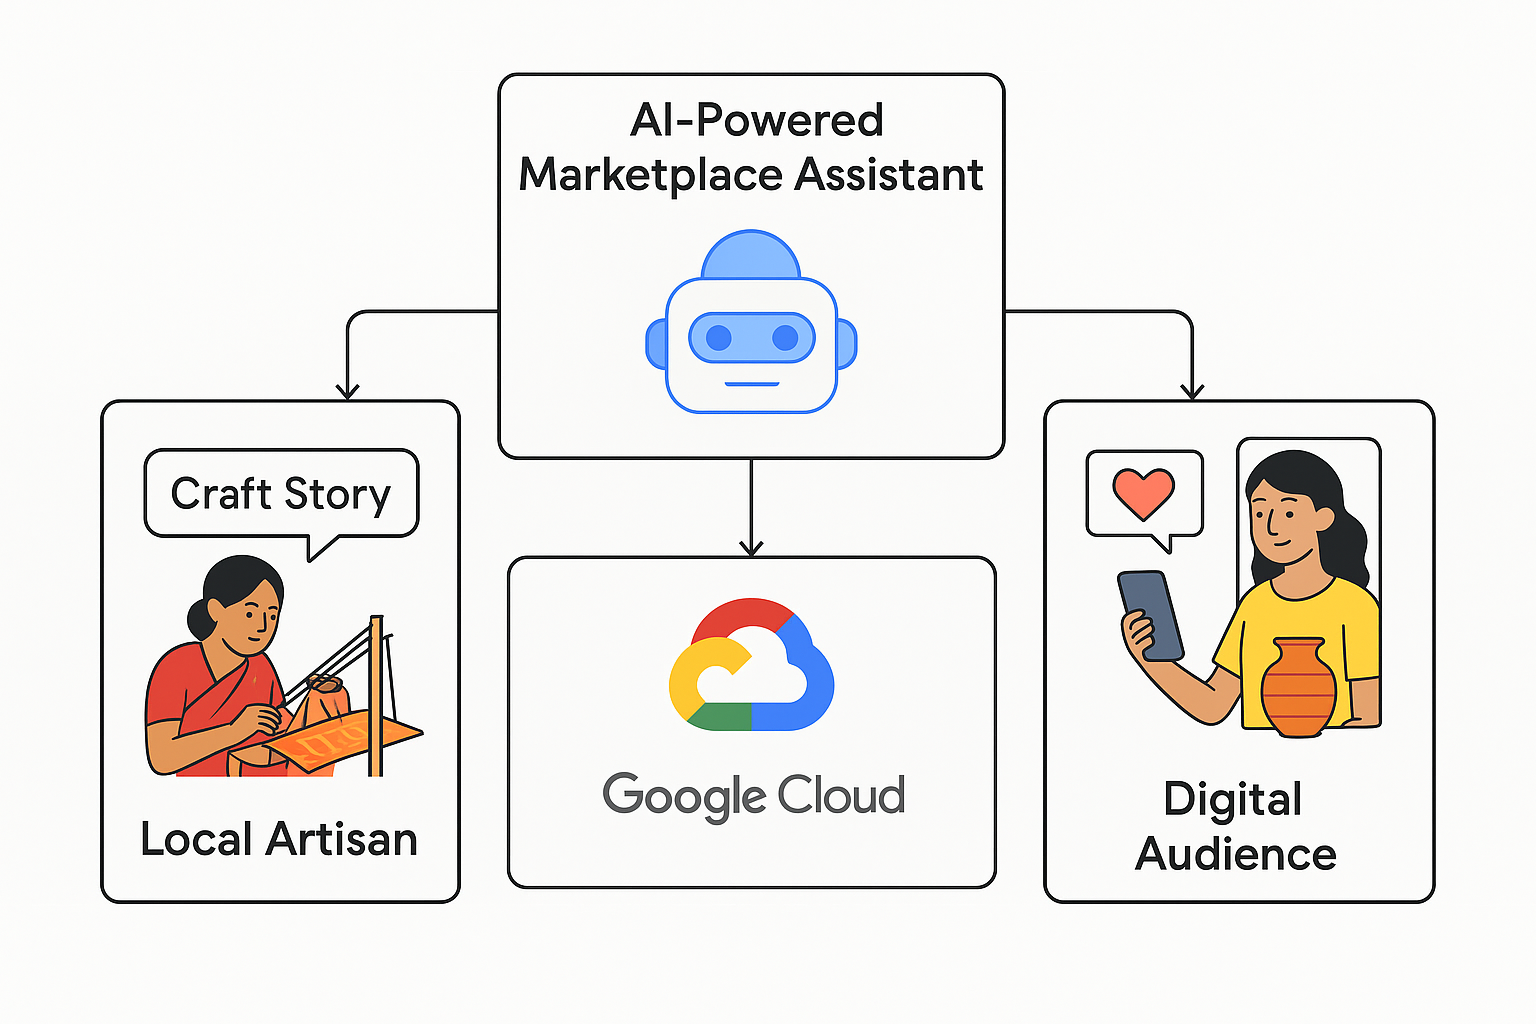 AI-Powered
Marketplace Assistant
Craft Story
Local Artisan
Google Cloud
Digital
Audience